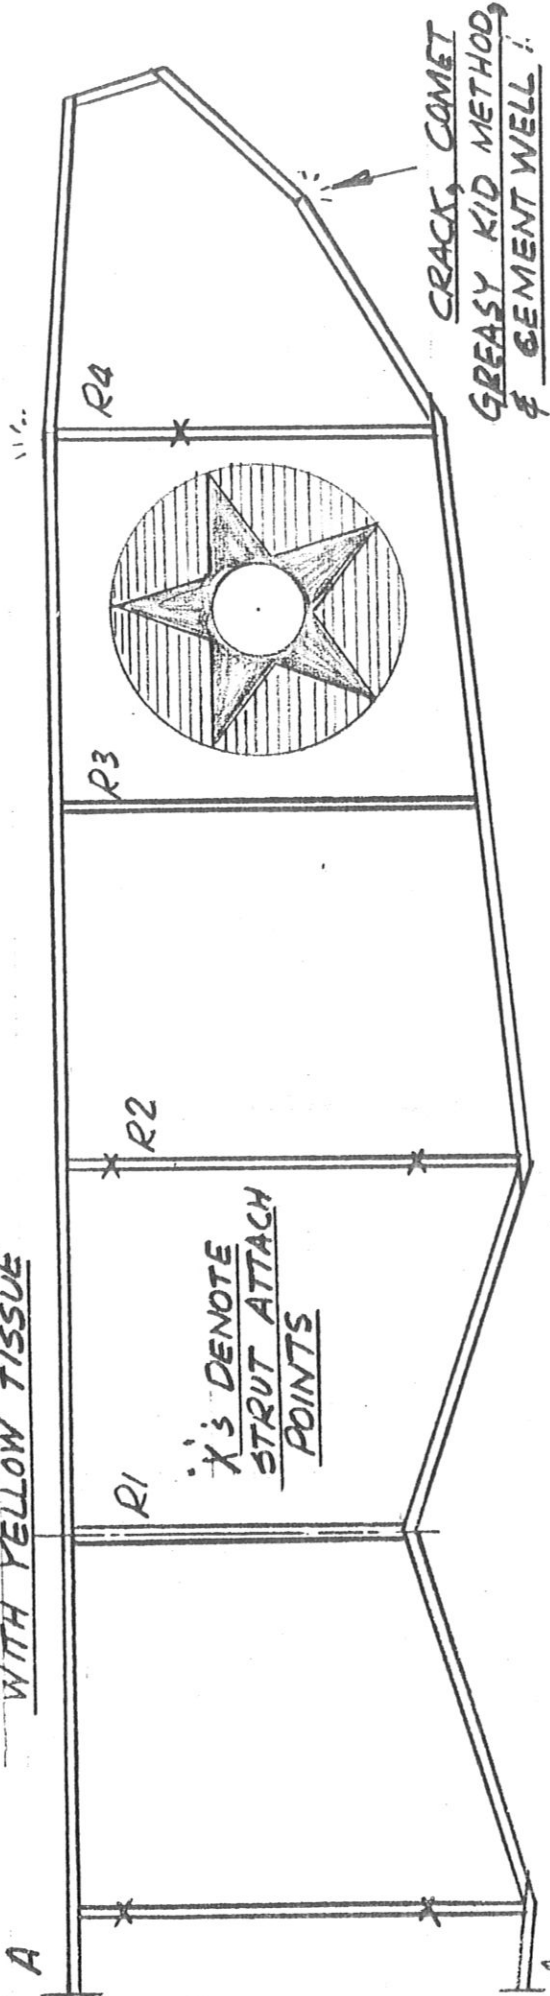 WITH YELLOW TISSUE
A
R1
R2
R3
R4
"X's DENOTE
STRUT ATTACH
POINTS
CRACK, COMET
GREASY KID METHOD,
& CEMENT WELL!
A